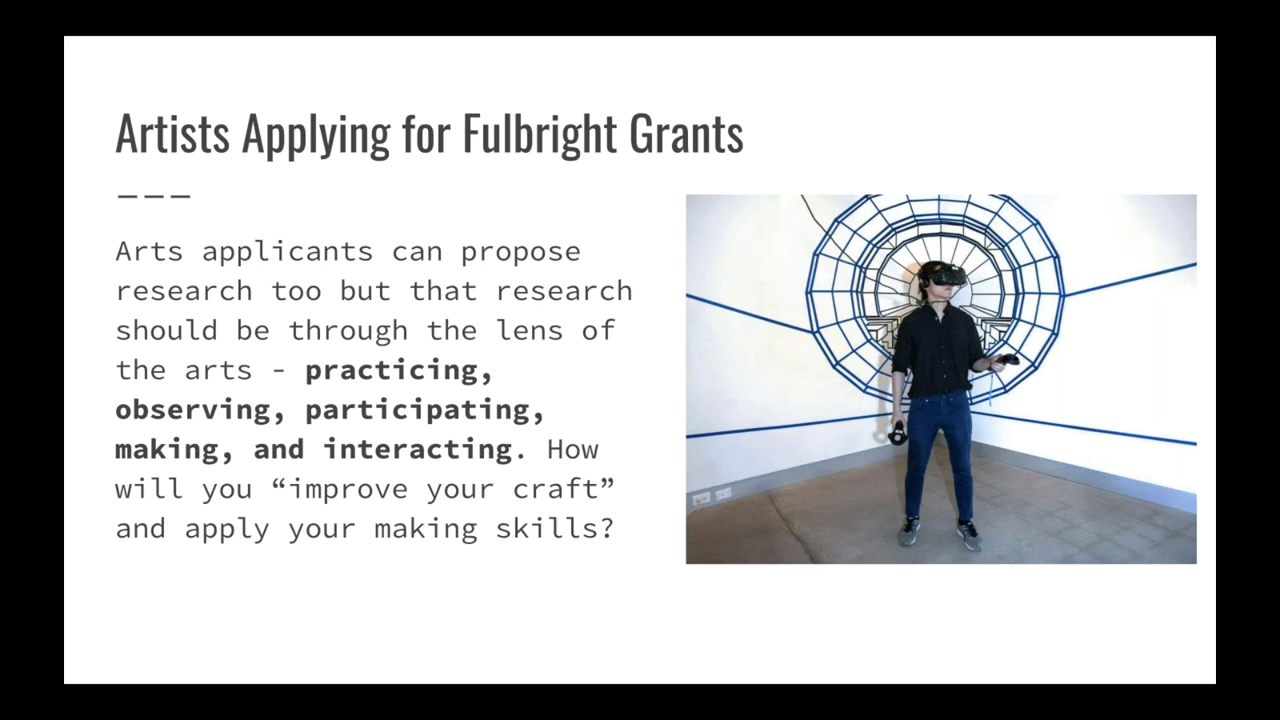 Artists Applying for Fulbright Grants
Arts applicants can propose
research too but that research
should be through the lens of
the arts - practicing,
observing, participating,
making, and interacting. How
will you “improve your craft”
and apply your making skills?